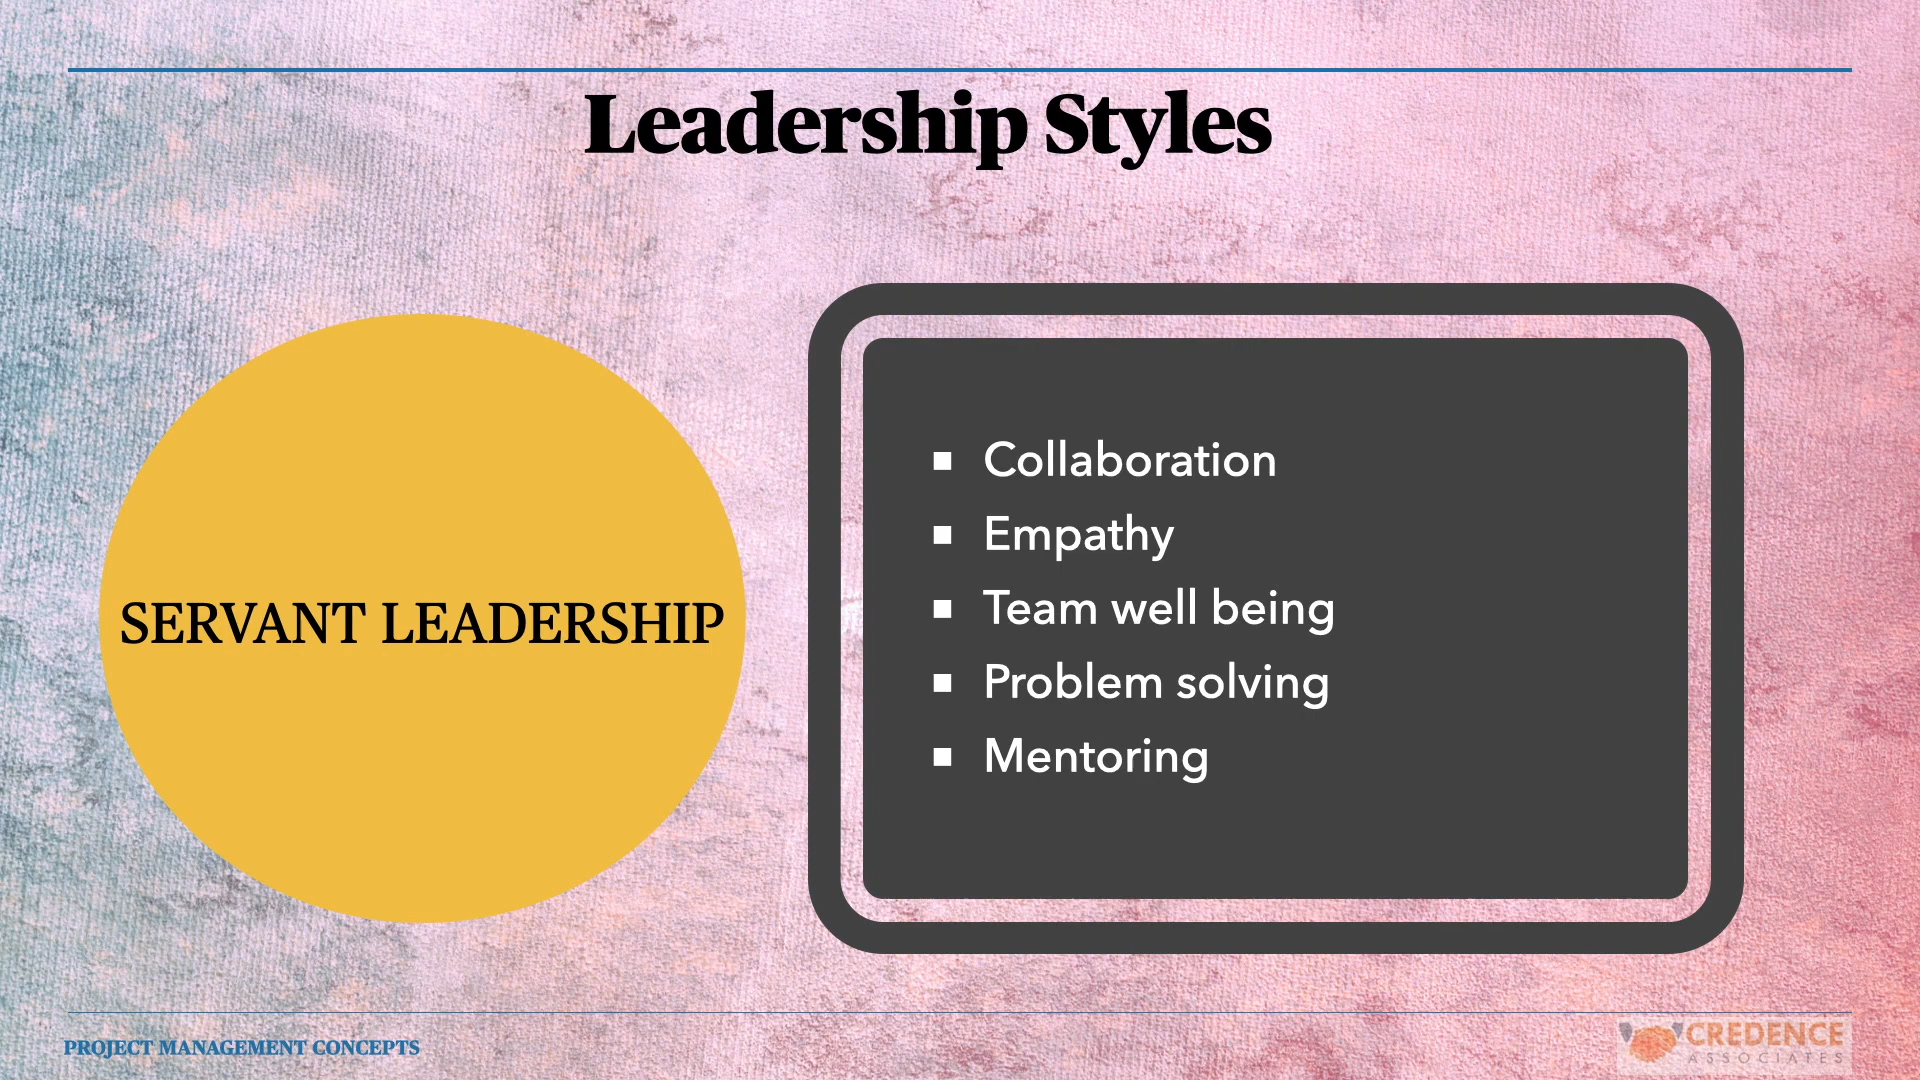 Leadership Styles
SERVANT LEADERSHIP
Collaboration
Empathy
Team well being
Problem solving
Mentoring
PROJECT MANAGEMENT CONCEPTS
CREDENCE
ASSOCIATES